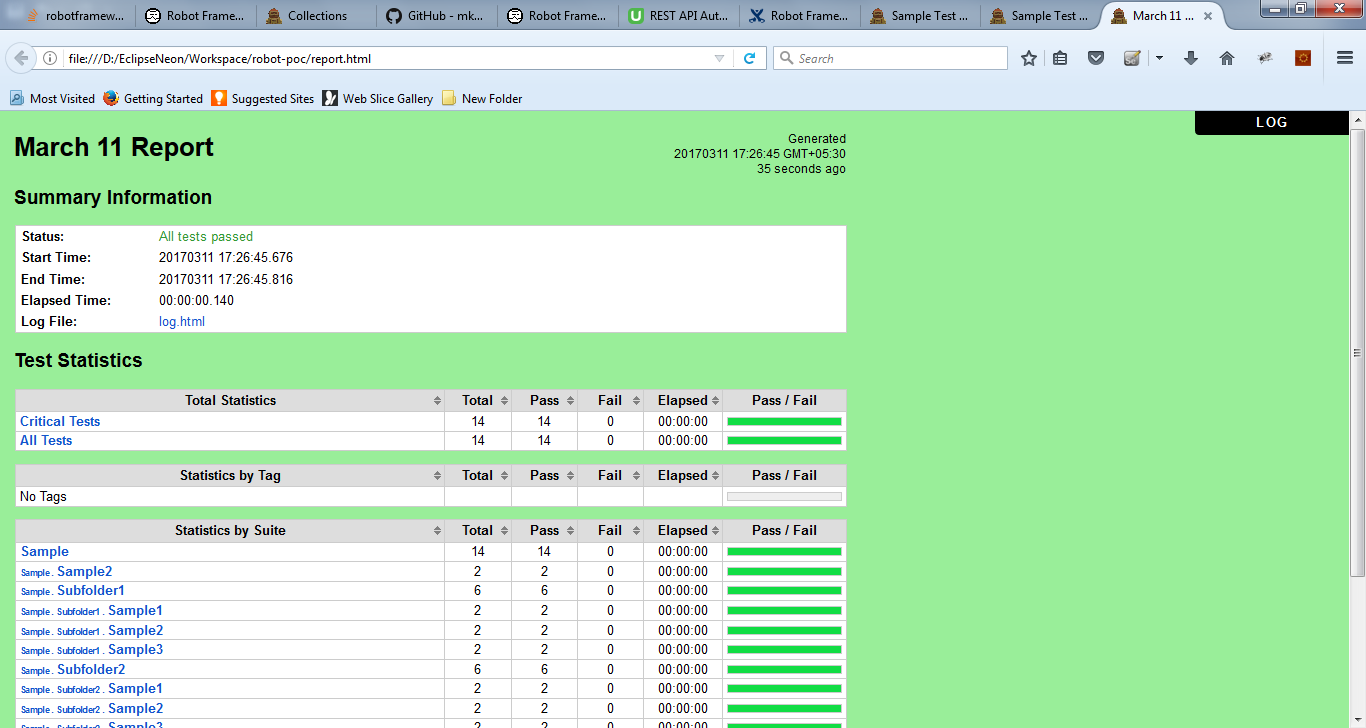 robotframew...
Robot Frame...
Collections
GitHub - mk...
Robot Frame...
REST API Aut...
Robot Frame...
Sample Test ...
Sample Test ...
March 11 ...
file:///D:/EclipseNeon/Workspace/robot-poc/report.html
Search
Most Visited Getting Started Suggested Sites Web Slice Gallery New Folder
LOG
March 11 Report
Generated
20170311 17:26:45 GMT+05:30
35 seconds ago
Summary Information
Status: All tests passed
Start Time: 20170311 17:26:45.676
End Time: 20170311 17:26:45.816
Elapsed Time: 00:00:00.140
Log File: log.html
Test Statistics
Total Statistics Total Pass Fail Elapsed Pass / Fail
Critical Tests 14 14 0 00:00:00
All Tests 14 14 0 00:00:00
Statistics by Tag Total Pass Fail Elapsed Pass / Fail
No Tags
Statistics by Suite Total Pass Fail Elapsed Pass / Fail
Sample 14 14 0 00:00:00
Sample . Sample2 2 2 0 00:00:00
Sample . Subfolder1 6 6 0 00:00:00
Sample . Subfolder1 . Sample1 2 2 0 00:00:00
Sample . Subfolder1 . Sample2 2 2 0 00:00:00
Sample . Subfolder1 . Sample3 2 2 0 00:00:00
Sample . Subfolder2 6 6 0 00:00:00
Sample . Subfolder2 . Sample1 2 2 0 00:00:00
Sample . Subfolder2 . Sample2 2 2 0 00:00:00
Sample . Subfolder2 . Sample3 2 2 0 00:00:00